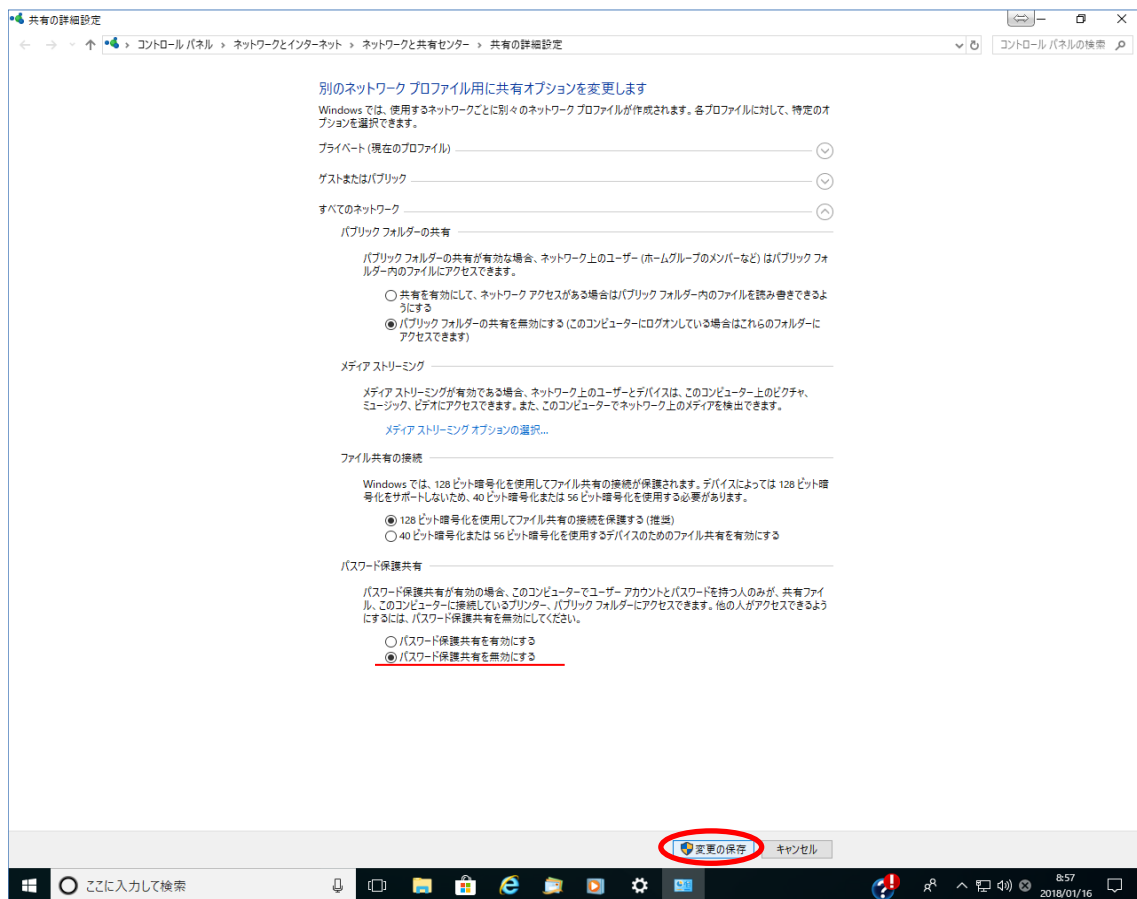 共有の詳細設定
コントロール パネル › ネットワークとインターネット › ネットワークと共有センター › 共有の詳細設定
コントロール パネルの検索
別のネットワーク プロファイル用に共有オプションを変更します
Windows では、使用するネットワークごとに別々のネットワーク プロファイルが作成されます。各プロファイルに対して、特定のオ
プションを選択できます。
プライベート (現在のプロファイル)
ゲストまたはパブリック
すべてのネットワーク
パブリック フォルダーの共有
パブリック フォルダーの共有が有効な場合、ネットワーク上のユーザー (ホームグループのメンバーなど) はパブリック フォ
ルダー内のファイルにアクセスできます。
共有を有効にして、ネットワーク アクセスがある場合はパブリック フォルダー内のファイルを読み書きできるよ
うにする
パブリック フォルダーの共有を無効にする (このコンピューターにログオンしている場合はこれらのフォルダーに
アクセスできます)
メディア ストリーミング
メディア ストリーミングが有効である場合、ネットワーク上のユーザーとデバイスは、このコンピューター上のピクチャ、
ミュージック、ビデオにアクセスできます。また、このコンピューターでネットワーク上のメディアを検出できます。
メディア ストリーミング オプションの選択...
ファイル共有の接続
Windows では、128 ビット暗号化を使用してファイル共有の接続が保護されます。デバイスによっては 128 ビット暗
号化をサポートしないため、40 ビット暗号化または 56 ビット暗号化を使用する必要があります。
128 ビット暗号化を使用してファイル共有の接続を保護する (推奨)
40 ビット暗号化または 56 ビット暗号化を使用するデバイスのためのファイル共有を有効にする
パスワード保護共有
パスワード保護共有が有効の場合、このコンピューターでユーザー アカウントとパスワードを持つ人のみが、共有ファイ
ル、このコンピューターに接続しているプリンター、パブリック フォルダーにアクセスできます。他の人がアクセスできるよう
にするには、パスワード保護共有を無効にしてください。
パスワード保護共有を有効にする
パスワード保護共有を無効にする
変更の保存
キャンセル
ここに入力して検索
8:57
2018/01/16